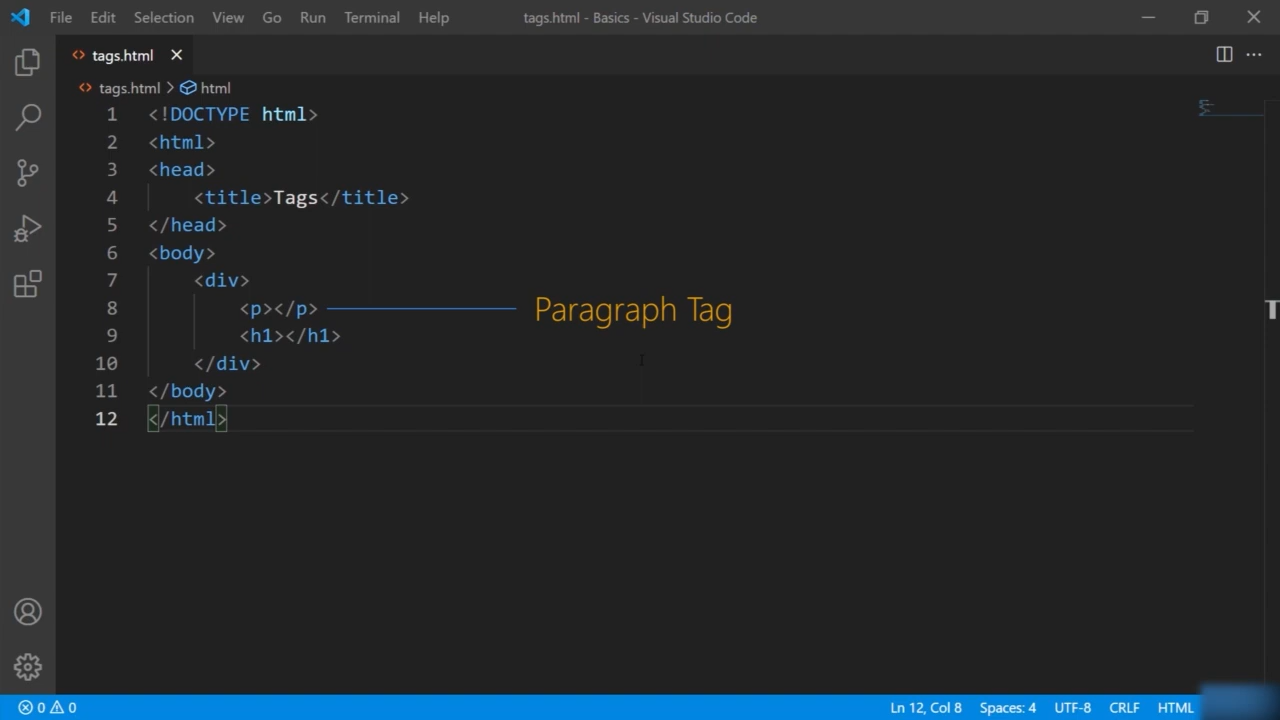 File Edit Selection View Go Run Terminal Help tags.html - Basics - Visual Studio Code
tags.html
tags.html > html
1 <!DOCTYPE html>
2 <html>
3 <head>
4     <title>Tags</title>
5 </head>
6 <body>
7     <div>
8         <p></p> Paragraph Tag
9         <h1></h1>
10     </div>
11 </body>
12 </html>
T
0 0 Ln 12, Col 8 Spaces: 4 UTF-8 CRLF HTML